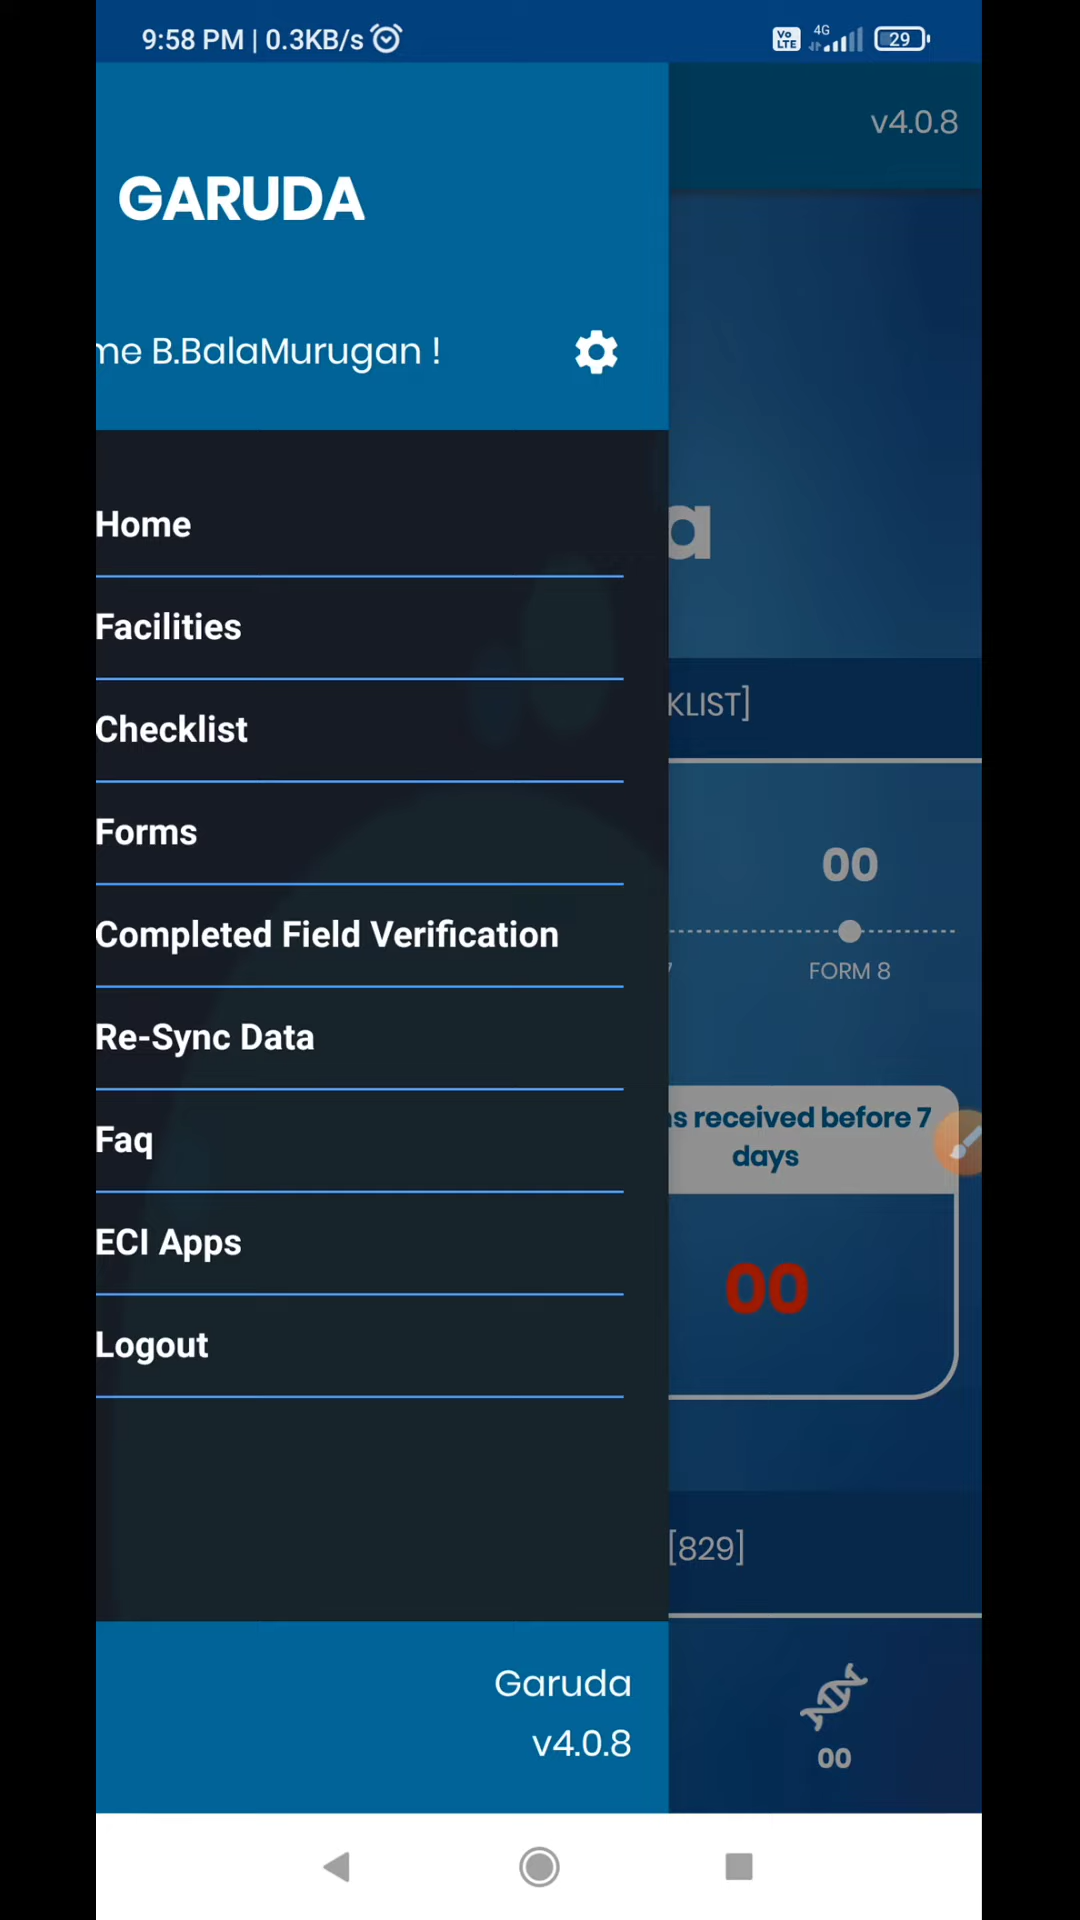 9:58 PM | 0.3KB/s
Vo LTE 4G 29
v4.0.8
GARUDA
me B.BalaMurugan !
a
Home
Facilities
KLIST]
Checklist
Forms
00
FORM 8
Completed Field Verification
Re-Sync Data
s received before 7
days
Faq
ECI Apps
00
Logout
[829]
Garuda
v4.0.8
00